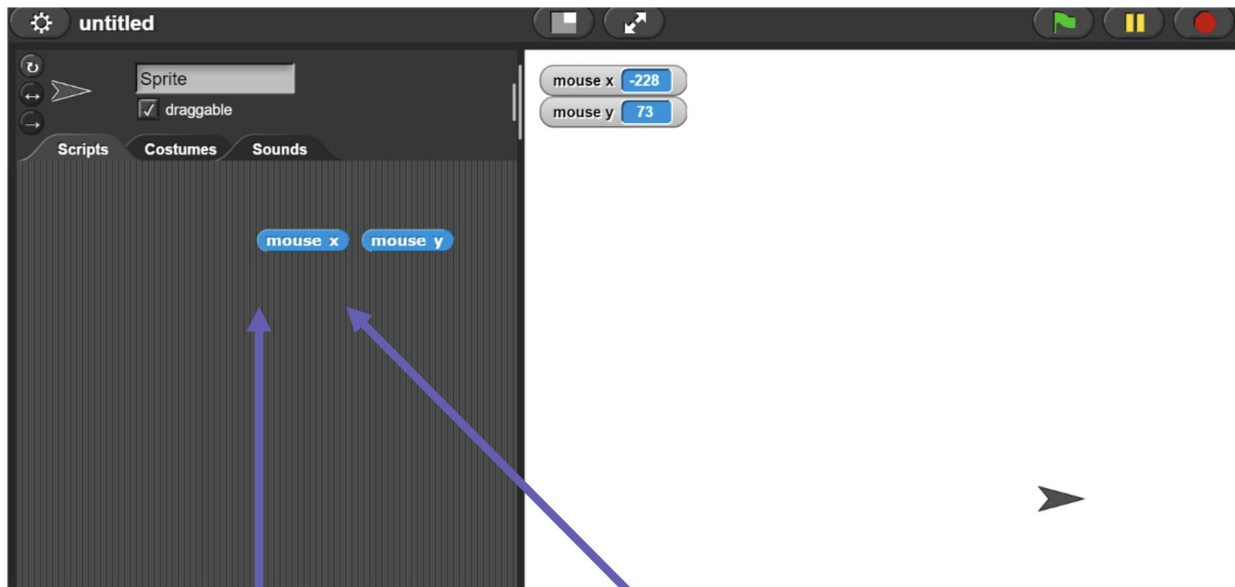 untitled
Sprite
draggable
Scripts Costumes Sounds
mouse x mouse y
mouse x -228
mouse y 73